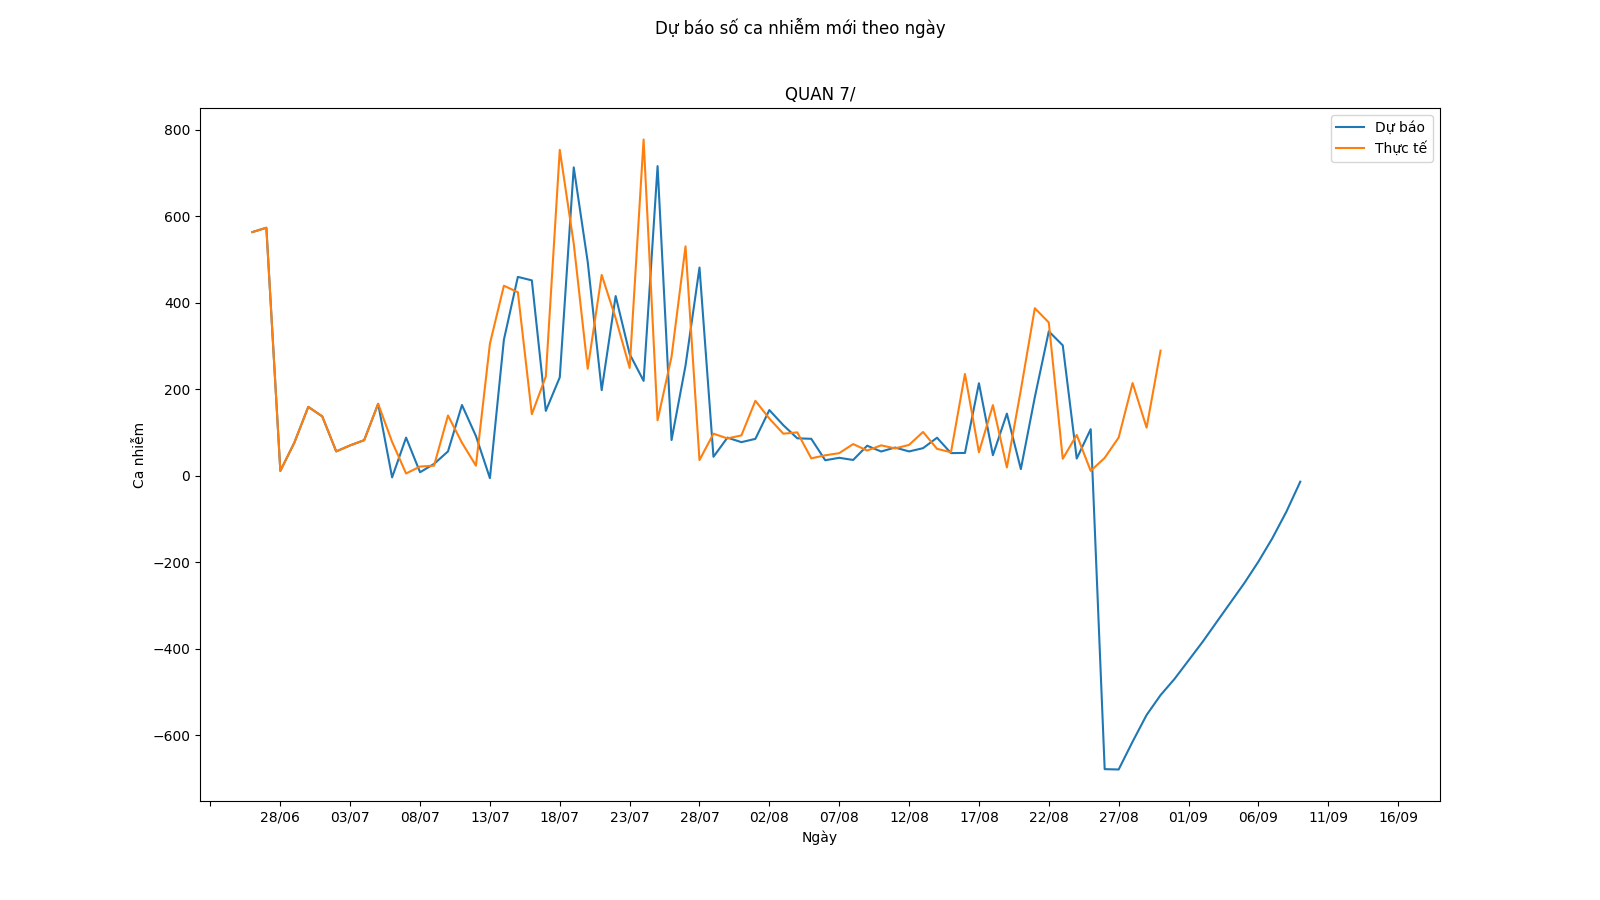 Dự báo số ca nhiễm mới theo ngày
QUAN 7/
Dự báo
Thực tế
800
600
400
200
0
−200
−400
−600
Ca nhiễm
28/06 03/07 08/07 13/07 18/07 23/07 28/07 02/08 07/08 12/08 17/08 22/08 27/08 01/09 06/09 11/09 16/09
Ngày